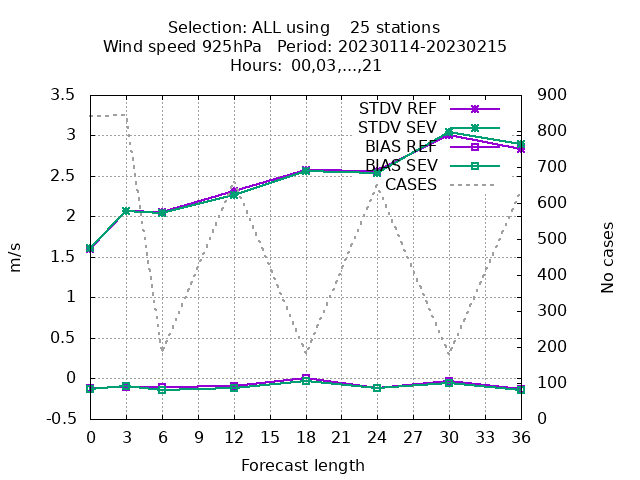 Selection: ALL using    25 stations
Wind speed 925hPa   Period: 20230114-20230215
Hours:  00,03,...,21
3.5
3
2.5
2
1.5
1
0.5
0
-0.5
m/s
STDV REF
STDV SEV
BIAS REF
BIAS SEV
CASES
900
800
700
600
500
400
300
200
100
0
No cases
0 3 6 9 12 15 18 21 24 27 30 33 36
Forecast length